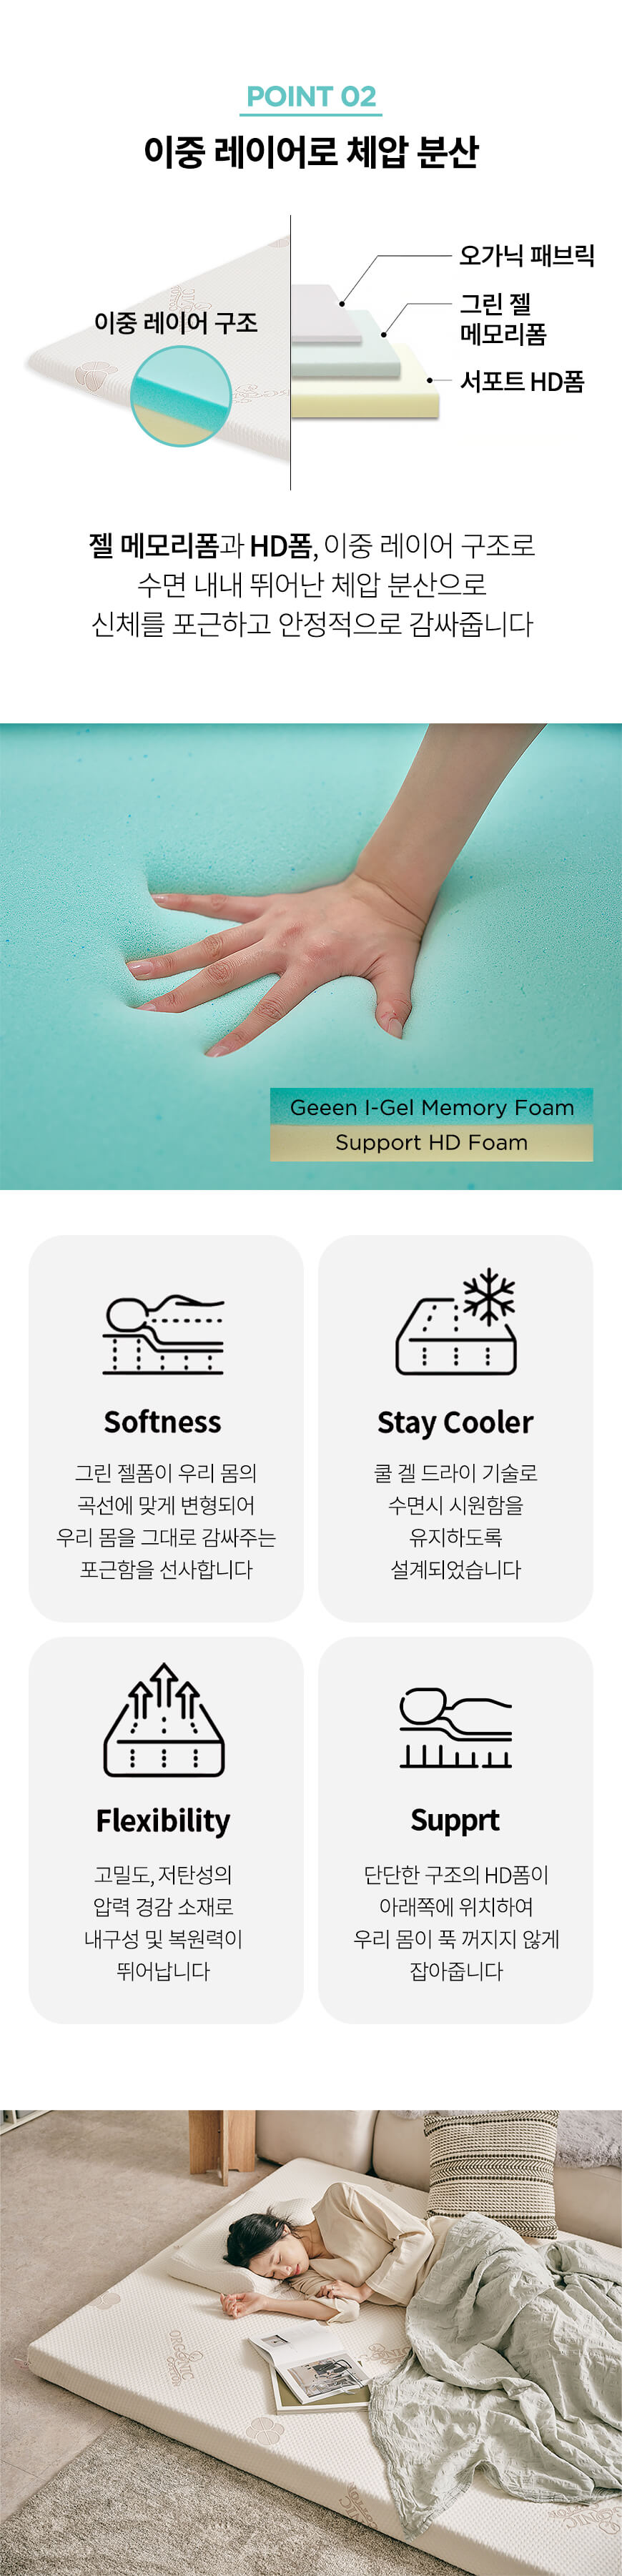 POINT 02
이중 레이어로 체압 분산
오가닉 패브릭
이중 레이어 구조
그린 젤
메모리폼
서포트 HD폼
젤 메모리폼과 HD폼, 이중 레이어 구조로
수면 내내 뛰어난 체압 분산으로
신체를 포근하고 안정적으로 감싸줍니다
Geeen I-Gel Memory Foam
Support HD Foam
Softness
그린 젤폼이 우리 몸의
곡선에 맞게 변형되어
우리 몸을 그대로 감싸주는
포근함을 선사합니다
Stay Cooler
쿨 겔 드라이 기술로
수면시 시원함을
유지하도록
설계되었습니다
Flexibility
고밀도, 저탄성의
압력 경감 소재로
내구성 및 복원력이
뛰어납니다
Supprt
단단한 구조의 HD폼이
아래쪽에 위치하여
우리 몸이 푹 꺼지지 않게
잡아줍니다
ORGANIC